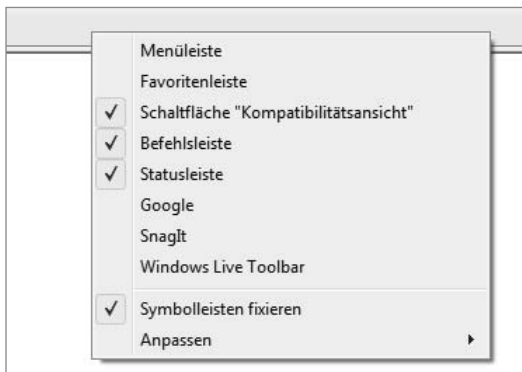 Menüleiste
Favoritenleiste
Schaltfläche "Kompatibilitätsansicht"
Befehlsleiste
Statusleiste
Google
SnagIt
Windows Live Toolbar
Symbolleisten fixieren
Anpassen